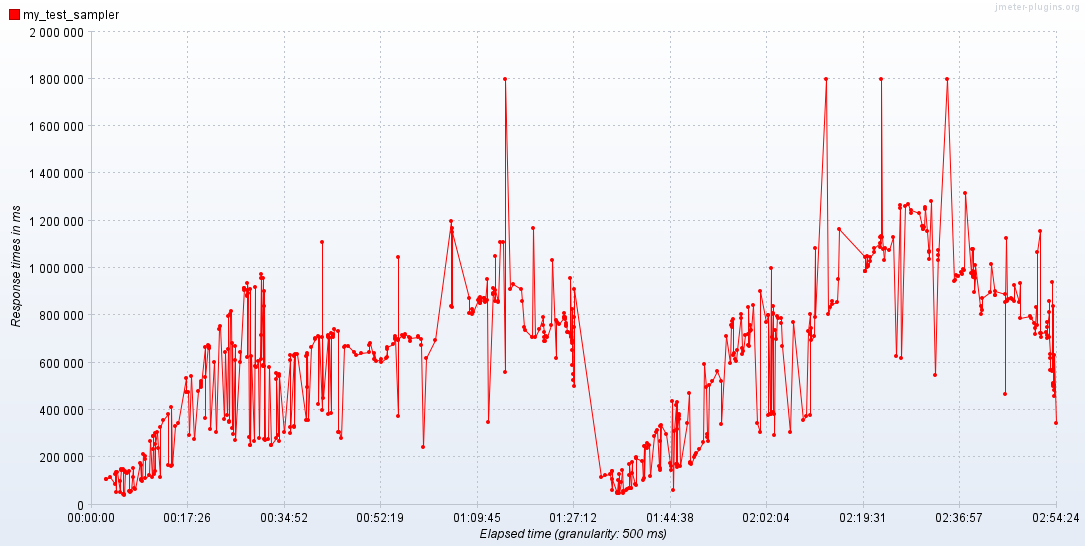 my_test_sampler
jmeter-plugins.org
2 000 000
1 800 000
1 600 000
1 400 000
1 200 000
1 000 000
800 000
600 000
400 000
200 000
0
Response times in ms
00:00:00 00:17:26 00:34:52 00:52:19 01:09:45 01:27:12 01:44:38 02:02:04 02:19:31 02:36:57 02:54:24
Elapsed time (granularity: 500 ms)